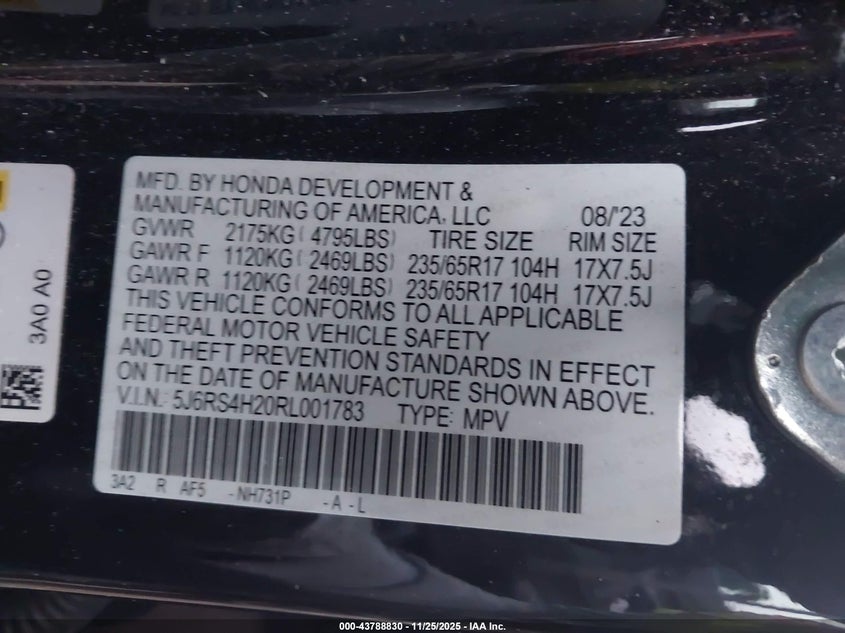 MFD. BY HONDA DEVELOPMENT &
MANUFACTURING OF AMERICA, LLC 08/'23
GVWR 2175KG ( 4795LBS) TIRE SIZE RIM SIZE
GAWR F 1120KG ( 2469LBS) 235/65R17 104H 17X7.5J
GAWR R 1120KG ( 2469LBS) 235/65R17 104H 17X7.5J
THIS VEHICLE CONFORMS TO ALL APPLICABLE
FEDERAL MOTOR VEHICLE SAFETY
AND THEFT PREVENTION STANDARDS IN EFFECT
ON THE DATE OF MANUFACTURE SHOWN ABOVE.
V.I.N.: 5J6RS4H20RL001783 TYPE: MPV
3A2 R AF5 -NH731P -A -L
3A0 A0
000-43788830 - 11/25/2025 - IAA Inc.